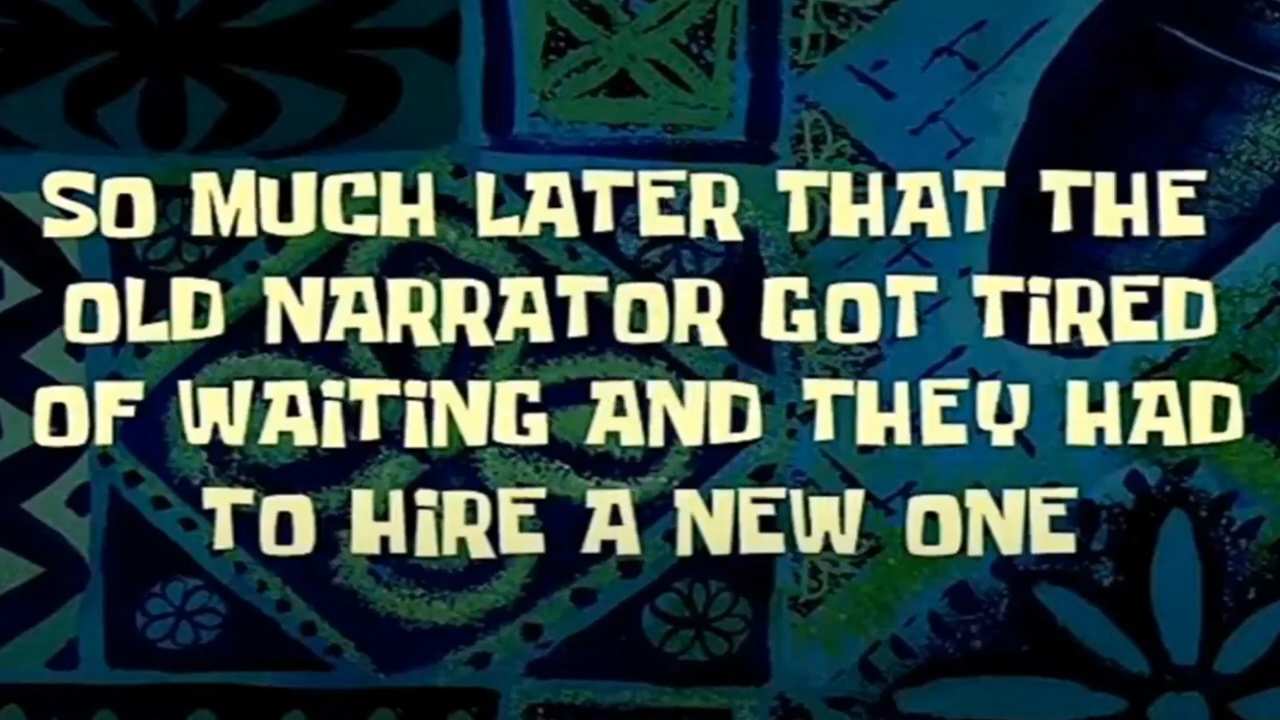 SO MUCH LATER THAT THE
OLD NARRATOR GOT TiRED
OF WAiTiNG AND THEY HAD
TO HiRE A NEW ONE